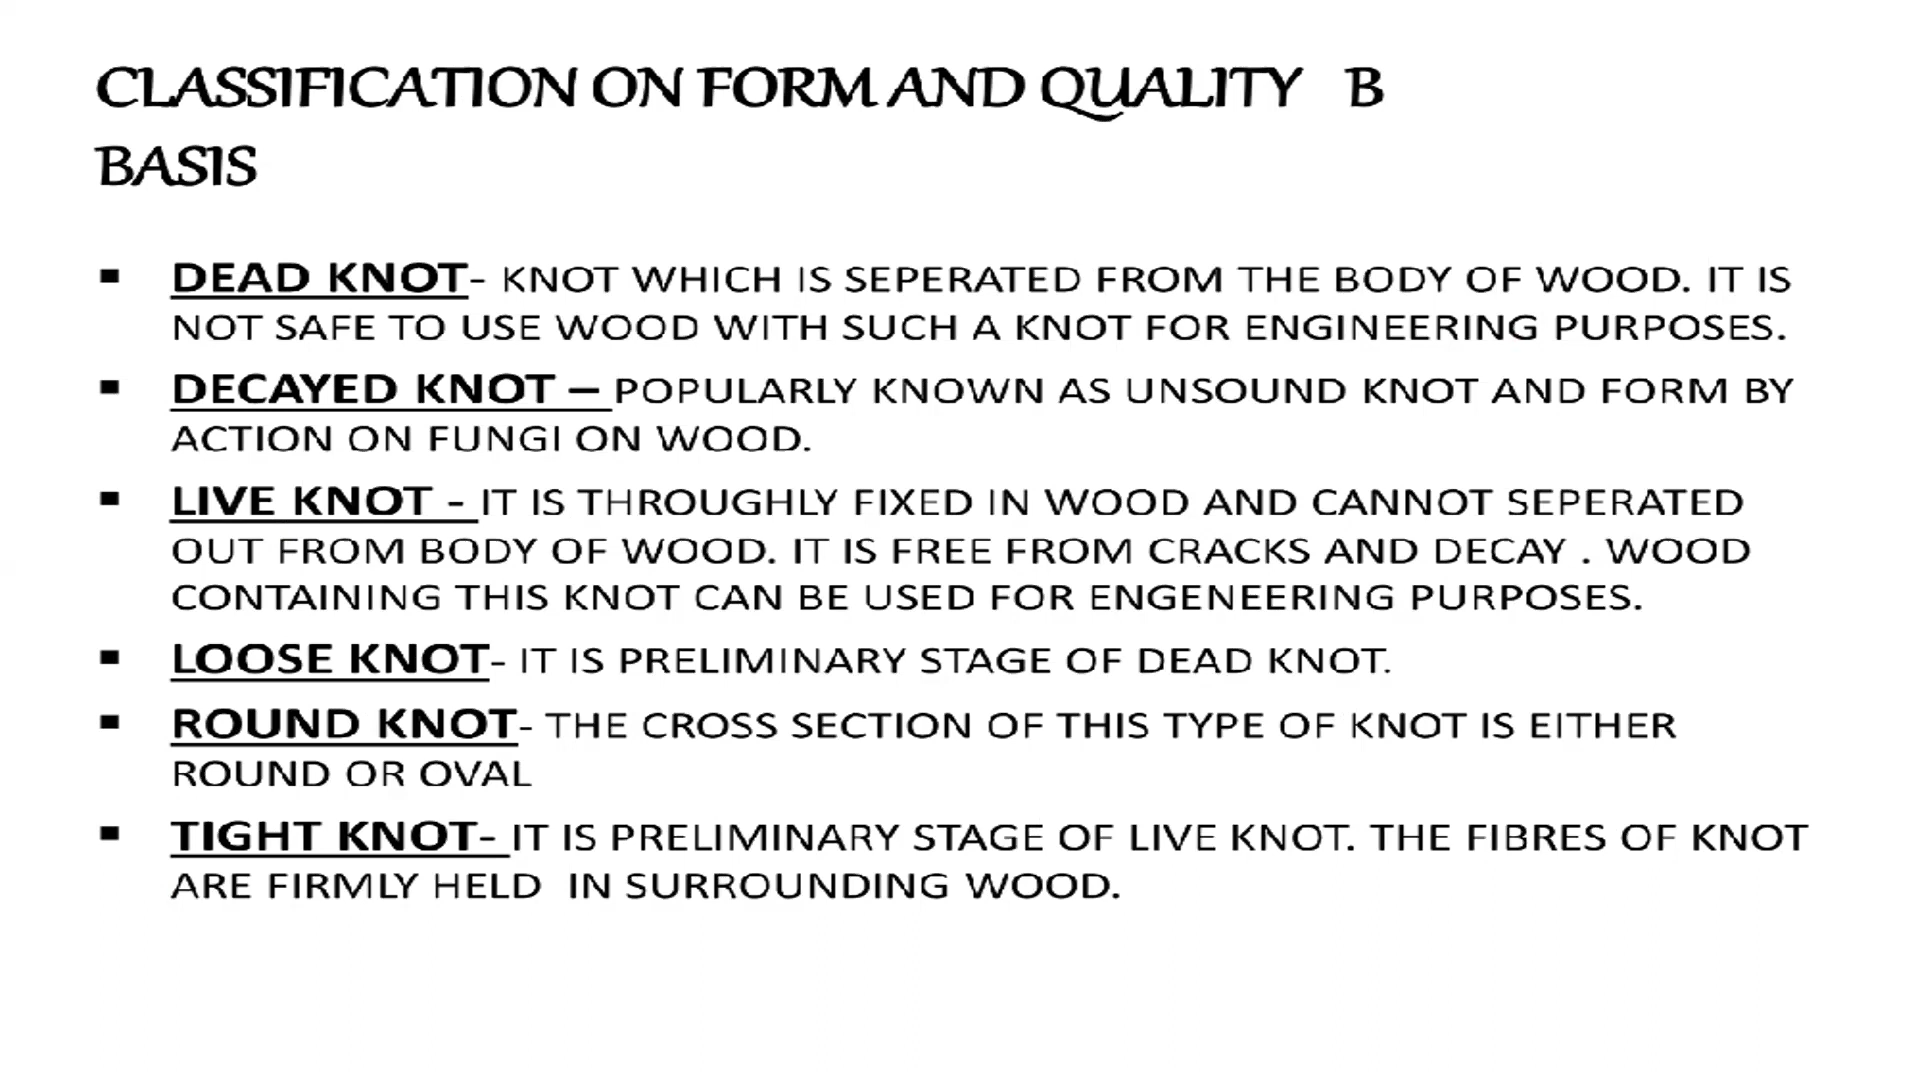 CLASSIFICATION ON FORM AND QUALITY B
BASIS
▪ DEAD KNOT- KNOT WHICH IS SEPERATED FROM THE BODY OF WOOD. IT IS
NOT SAFE TO USE WOOD WITH SUCH A KNOT FOR ENGINEERING PURPOSES.
▪ DECAYED KNOT – POPULARLY KNOWN AS UNSOUND KNOT AND FORM BY
ACTION ON FUNGI ON WOOD.
▪ LIVE KNOT - IT IS THROUGHLY FIXED IN WOOD AND CANNOT SEPERATED
OUT FROM BODY OF WOOD. IT IS FREE FROM CRACKS AND DECAY . WOOD
CONTAINING THIS KNOT CAN BE USED FOR ENGENEERING PURPOSES.
▪ LOOSE KNOT- IT IS PRELIMINARY STAGE OF DEAD KNOT.
▪ ROUND KNOT- THE CROSS SECTION OF THIS TYPE OF KNOT IS EITHER
ROUND OR OVAL
▪ TIGHT KNOT- IT IS PRELIMINARY STAGE OF LIVE KNOT. THE FIBRES OF KNOT
ARE FIRMLY HELD IN SURROUNDING WOOD.